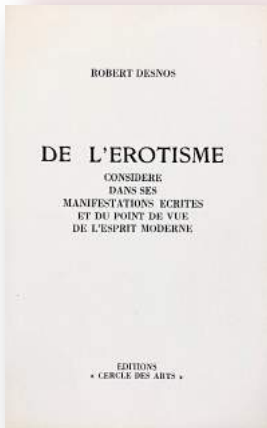 ROBERT DESNOS
DE L'EROTISME
CONSIDERE
DANS SES
MANIFESTATIONS ECRITES
ET DU POINT DE VUE
DE L'ESPRIT MODERNE
EDITIONS
« CERCLE DES ARTS »